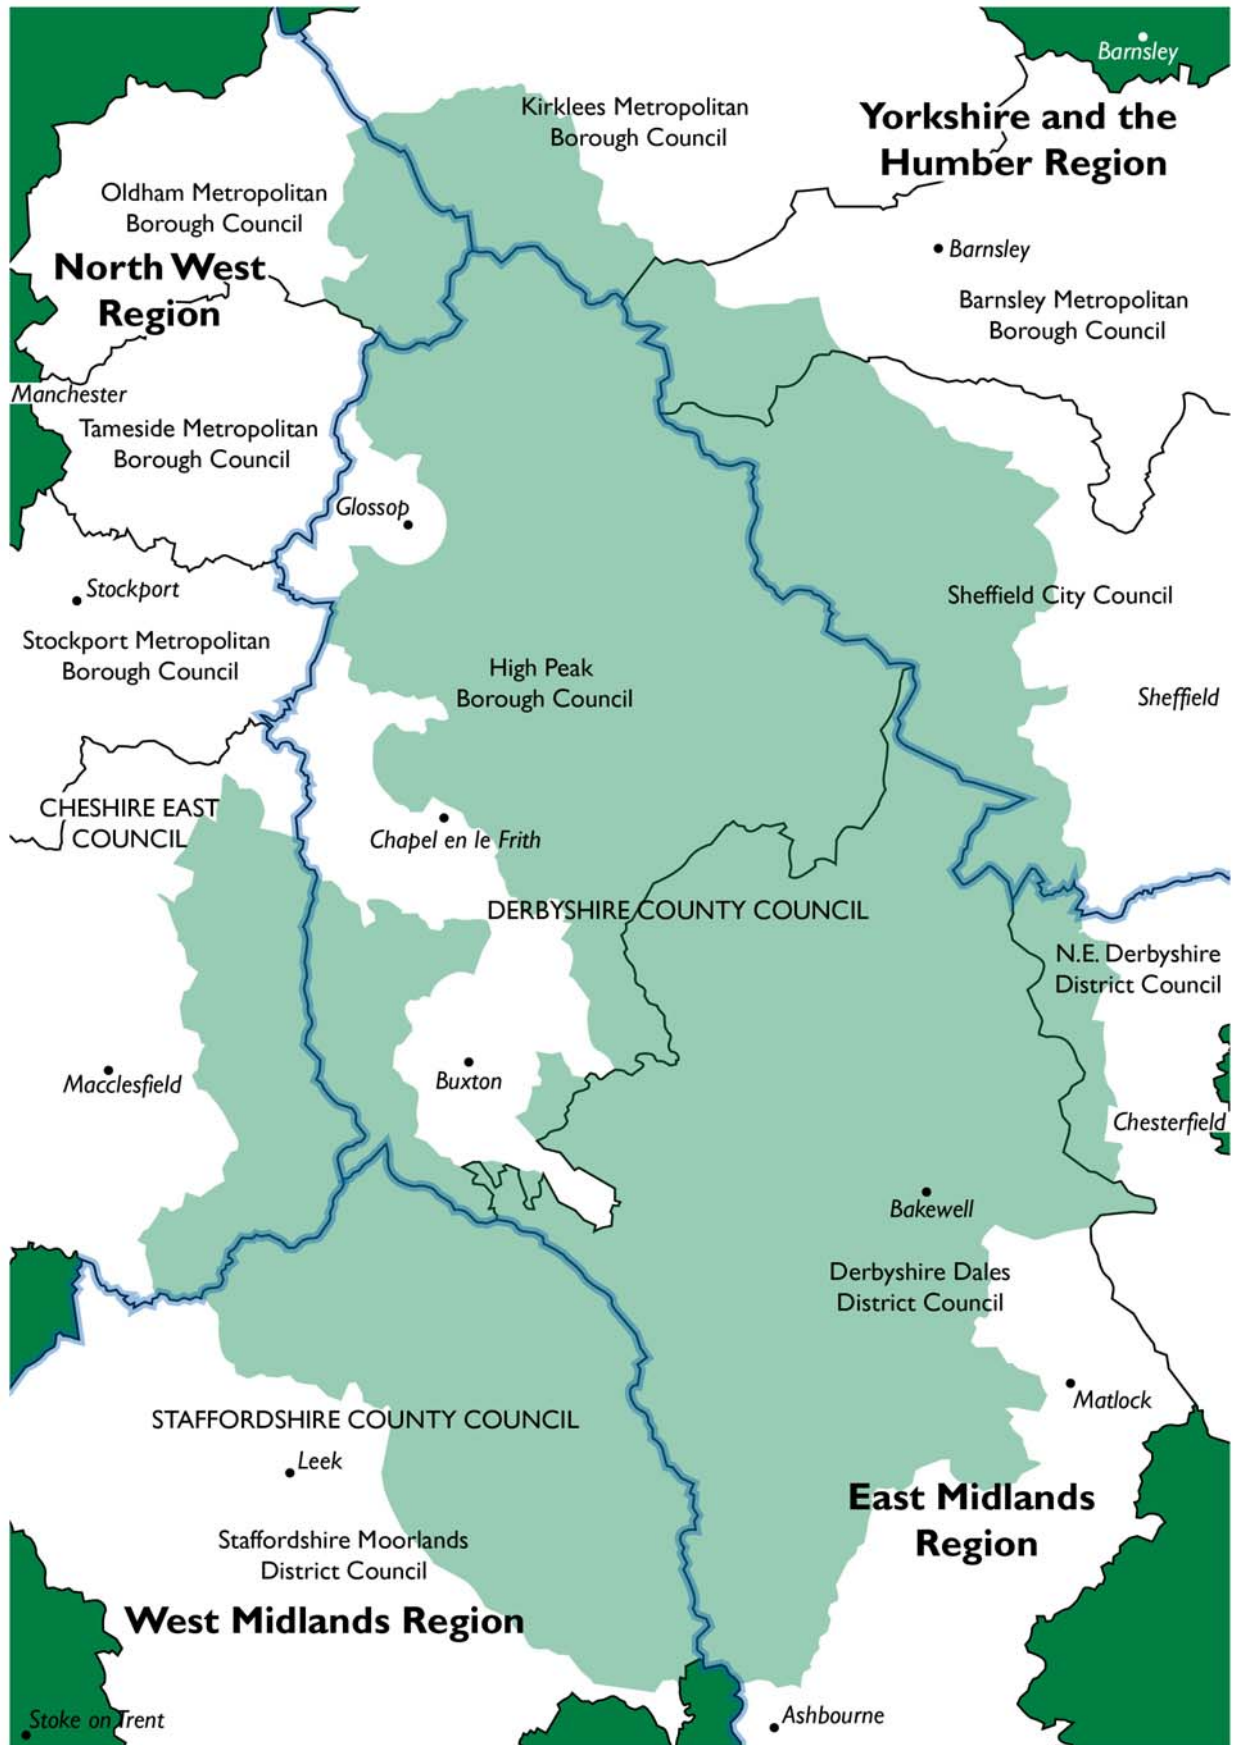 Barnsley
Kirklees Metropolitan
Borough Council
Yorkshire and the
Humber Region
Oldham Metropolitan
Borough Council
North West
Region
Barnsley
Barnsley Metropolitan
Borough Council
Manchester
Tameside Metropolitan
Borough Council
Glossop
Stockport
Stockport Metropolitan
Borough Council
Sheffield City Council
High Peak
Borough Council
Sheffield
CHESHIRE EAST
COUNCIL
Chapel en le Frith
DERBYSHIRE COUNTY COUNCIL
N.E. Derbyshire
District Council
Macclesfield
Buxton
Chesterfield
Bakewell
Derbyshire Dales
District Council
Matlock
STAFFORDSHIRE COUNTY COUNCIL
Leek
East Midlands
Region
Staffordshire Moorlands
District Council
West Midlands Region
Stoke on Trent
Ashbourne